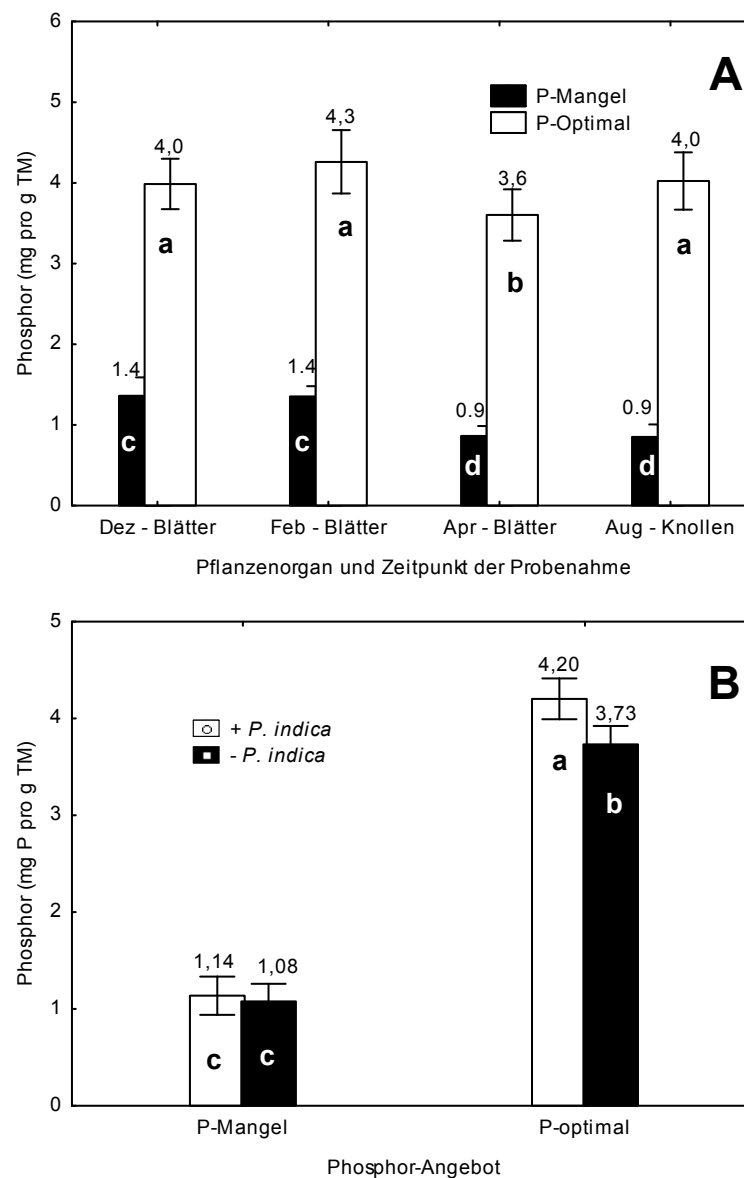 A
P-Mangel
P-Optimal
6
5
4
3
2
1
0
Phosphor (mg pro g TM)
1.4
4,0
1.4
4,3
0.9
3,6
0.9
4,0
c
a
c
a
d
b
d
a
Dez - Blätter
Feb - Blätter
Apr - Blätter
Aug - Knollen
Pflanzenorgan und Zeitpunkt der Probenahme
B
+ P. indica
- P. indica
5
4
3
2
1
0
Phosphor (mg P pro g TM)
1,14
1,08
4,20
3,73
c
c
a
b
P-Mangel
P-optimal
Phosphor-Angebot